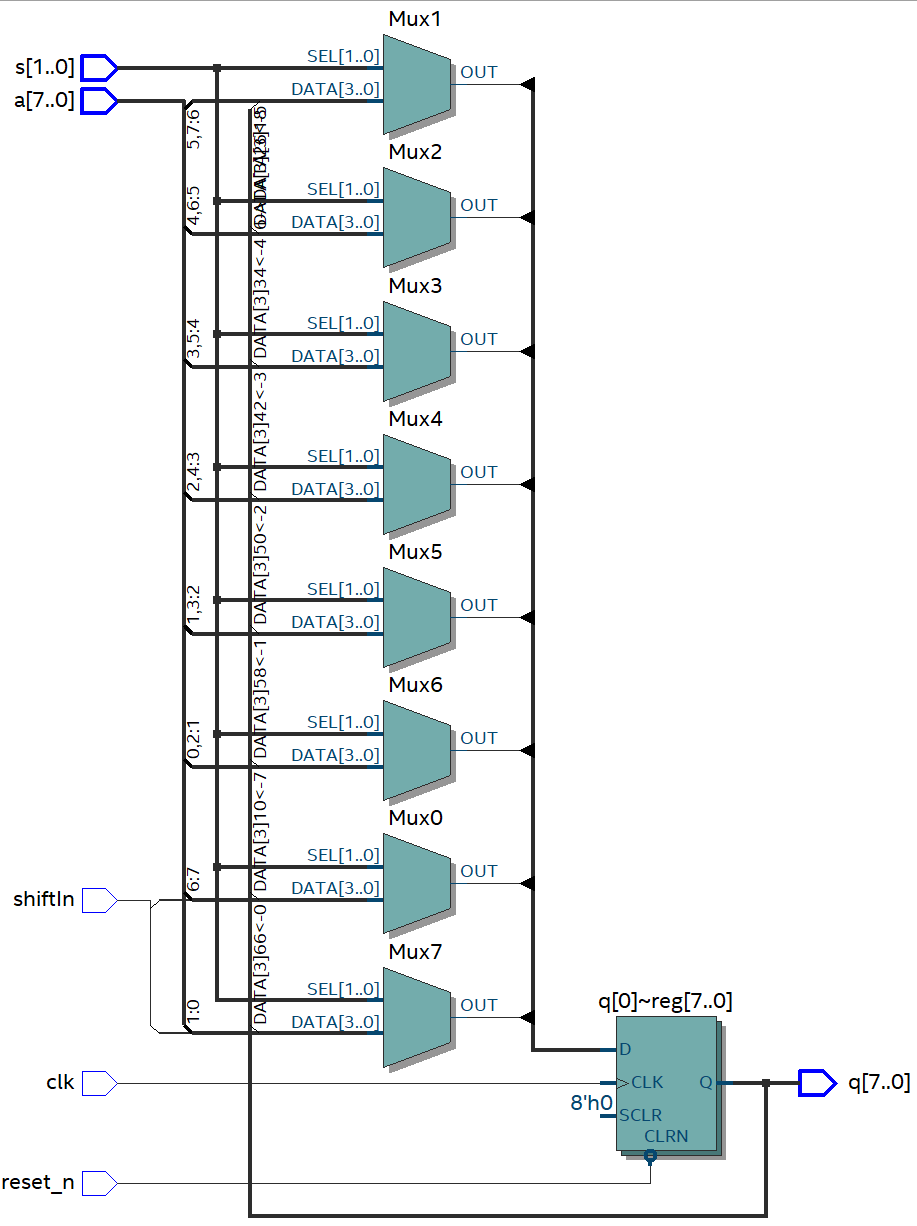 Mux1
s[1..0]
SEL[1..0]
OUT
a[7..0]
DATA[3..0]
5,7:6
Mux2
SEL[1..0]
OUT
DATA[3..0]
4,6:5
Mux3
DATA[3]34<-4
SEL[1..0]
OUT
DATA[3..0]
3,5:4
Mux4
DATA[3]42<-3
SEL[1..0]
OUT
DATA[3..0]
2,4:3
Mux5
DATA[3]50<-2
SEL[1..0]
OUT
DATA[3..0]
1,3:2
Mux6
DATA[3]58<-1
SEL[1..0]
OUT
DATA[3..0]
0,2:1
Mux0
DATA[3]10<-7
SEL[1..0]
OUT
DATA[3..0]
6:7
shiftIn
Mux7
DATA[3]66<-0
SEL[1..0]
OUT
DATA[3..0]
1:0
q[0]~reg[7..0]
D
clk
CLK
Q
q[7..0]
8'h0
SCLR
CLRN
reset_n